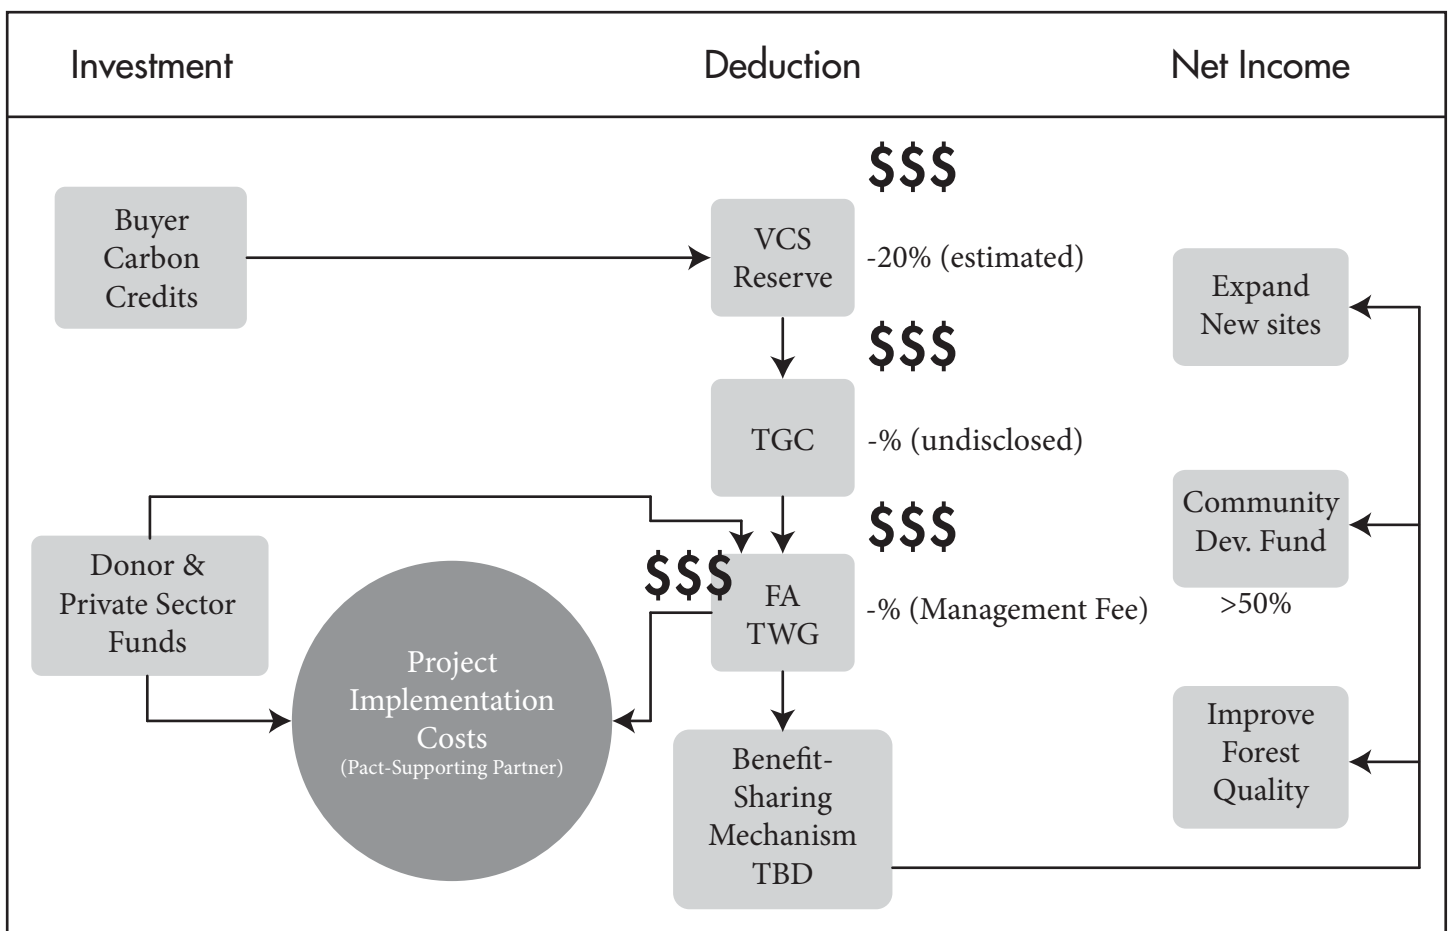 Investment
Deduction
Net Income
Buyer
Carbon
Credits
$$$
VCS
Reserve
-20% (estimated)
Expand
New sites
$$$
TGC
-% (undisclosed)
Community
Dev. Fund
>50%
$$$
Donor &
Private Sector
Funds
$$$
FA
TWG
-% (Management Fee)
Project
Implementation
Costs
(Pact-Supporting Partner)
Improve
Forest
Quality
Benefit-
Sharing
Mechanism
TBD